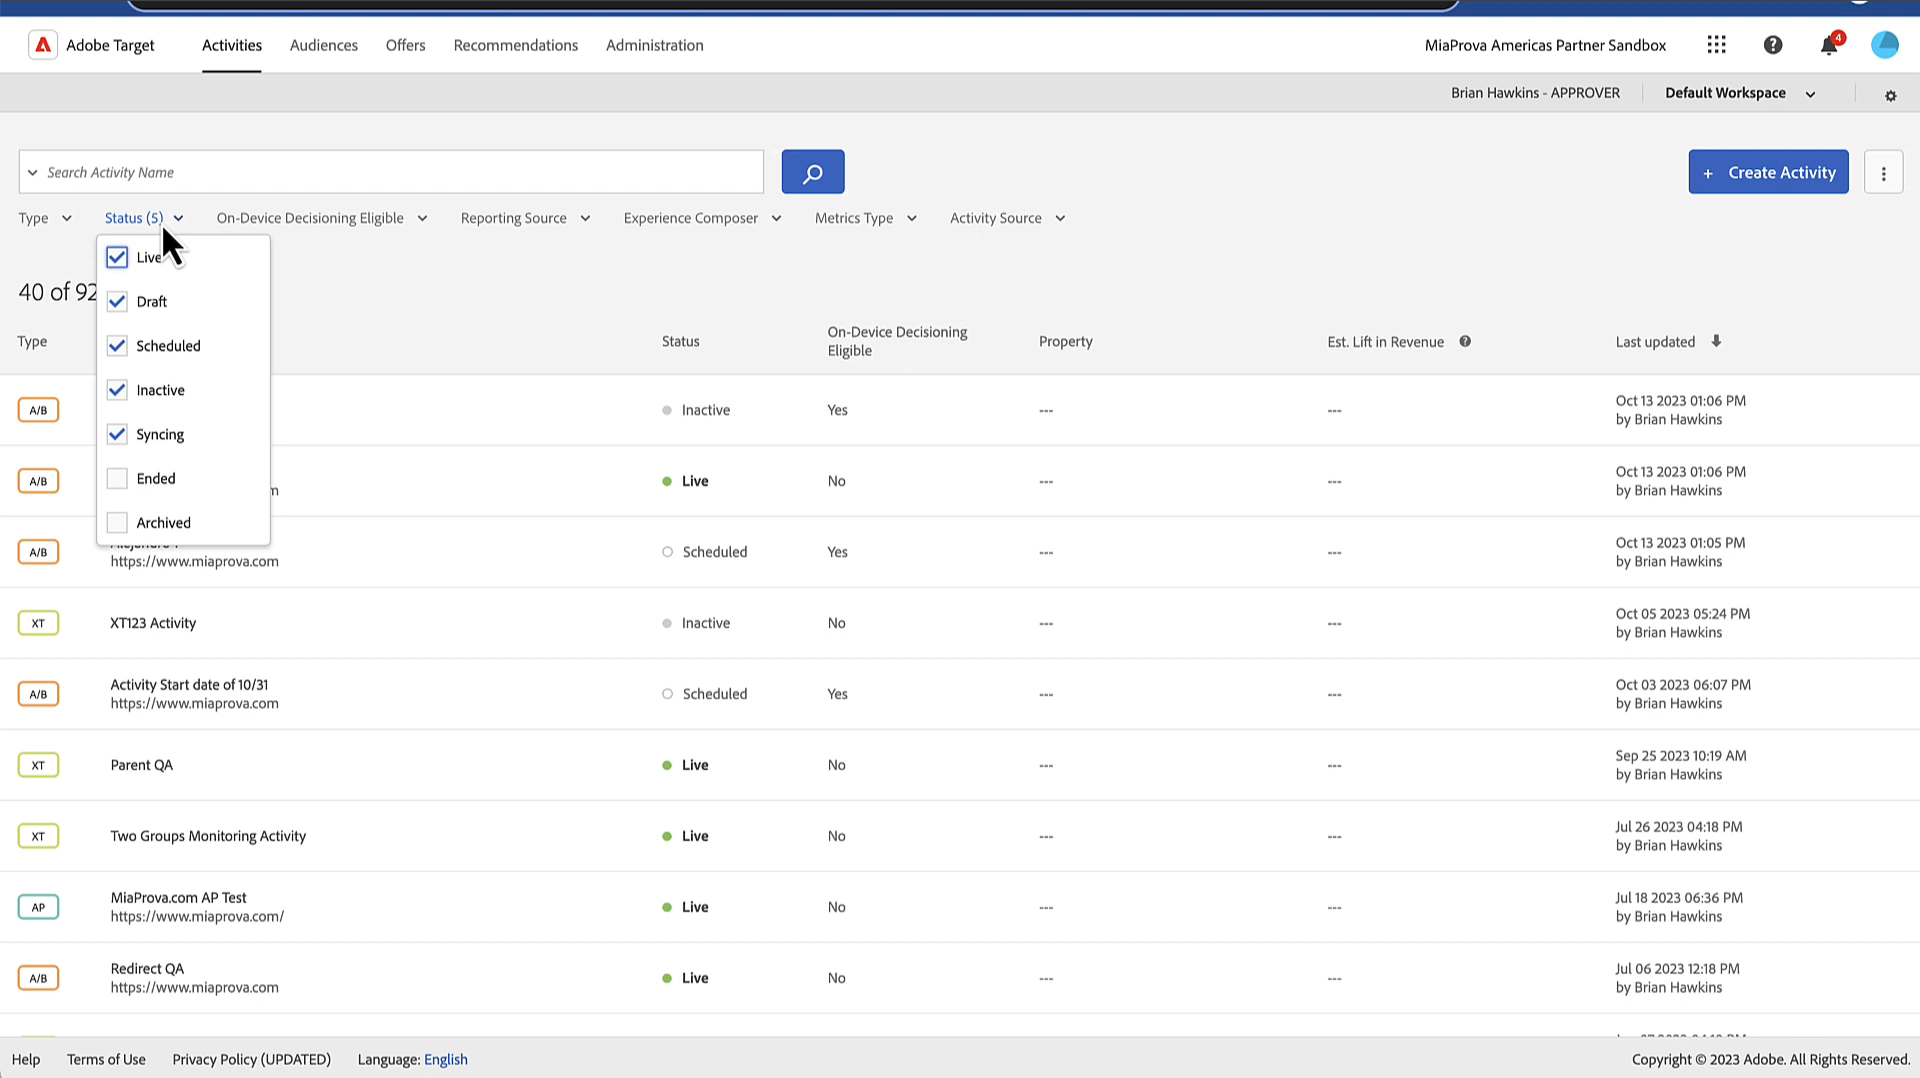 Adobe Target
Activities
Audiences
Offers
Recommendations
Administration
MiaProva Americas Partner Sandbox
4
Brian Hawkins - APPROVER
Default Workspace
Search Activity Name
+ Create Activity
Type
Status (5)
On-Device Decisioning Eligible
Reporting Source
Experience Composer
Metrics Type
Activity Source
Live
Draft
Scheduled
Inactive
Syncing
Ended
Archived
40 of 92
Type
Status
On-Device Decisioning
Eligible
Property
Est. Lift in Revenue
Last updated
A/B
Inactive
Yes
---
---
Oct 13 2023 01:06 PM
by Brian Hawkins
A/B
Live
No
---
---
Oct 13 2023 01:06 PM
by Brian Hawkins
A/B
https://www.miaprova.com
Scheduled
Yes
---
---
Oct 13 2023 01:05 PM
by Brian Hawkins
XT
XT123 Activity
Inactive
No
---
---
Oct 05 2023 05:24 PM
by Brian Hawkins
A/B
Activity Start date of 10/31
https://www.miaprova.com
Scheduled
Yes
---
---
Oct 03 2023 06:07 PM
by Brian Hawkins
XT
Parent QA
Live
No
---
---
Sep 25 2023 10:19 AM
by Brian Hawkins
XT
Two Groups Monitoring Activity
Live
No
---
---
Jul 26 2023 04:18 PM
by Brian Hawkins
AP
MiaProva.com AP Test
https://www.miaprova.com/
Live
No
---
---
Jul 18 2023 06:36 PM
by Brian Hawkins
A/B
Redirect QA
https://www.miaprova.com
Live
No
---
---
Jul 06 2023 12:18 PM
by Brian Hawkins
Help
Terms of Use
Privacy Policy (UPDATED)
Language: English
Copyright © 2023 Adobe. All Rights Reserved.